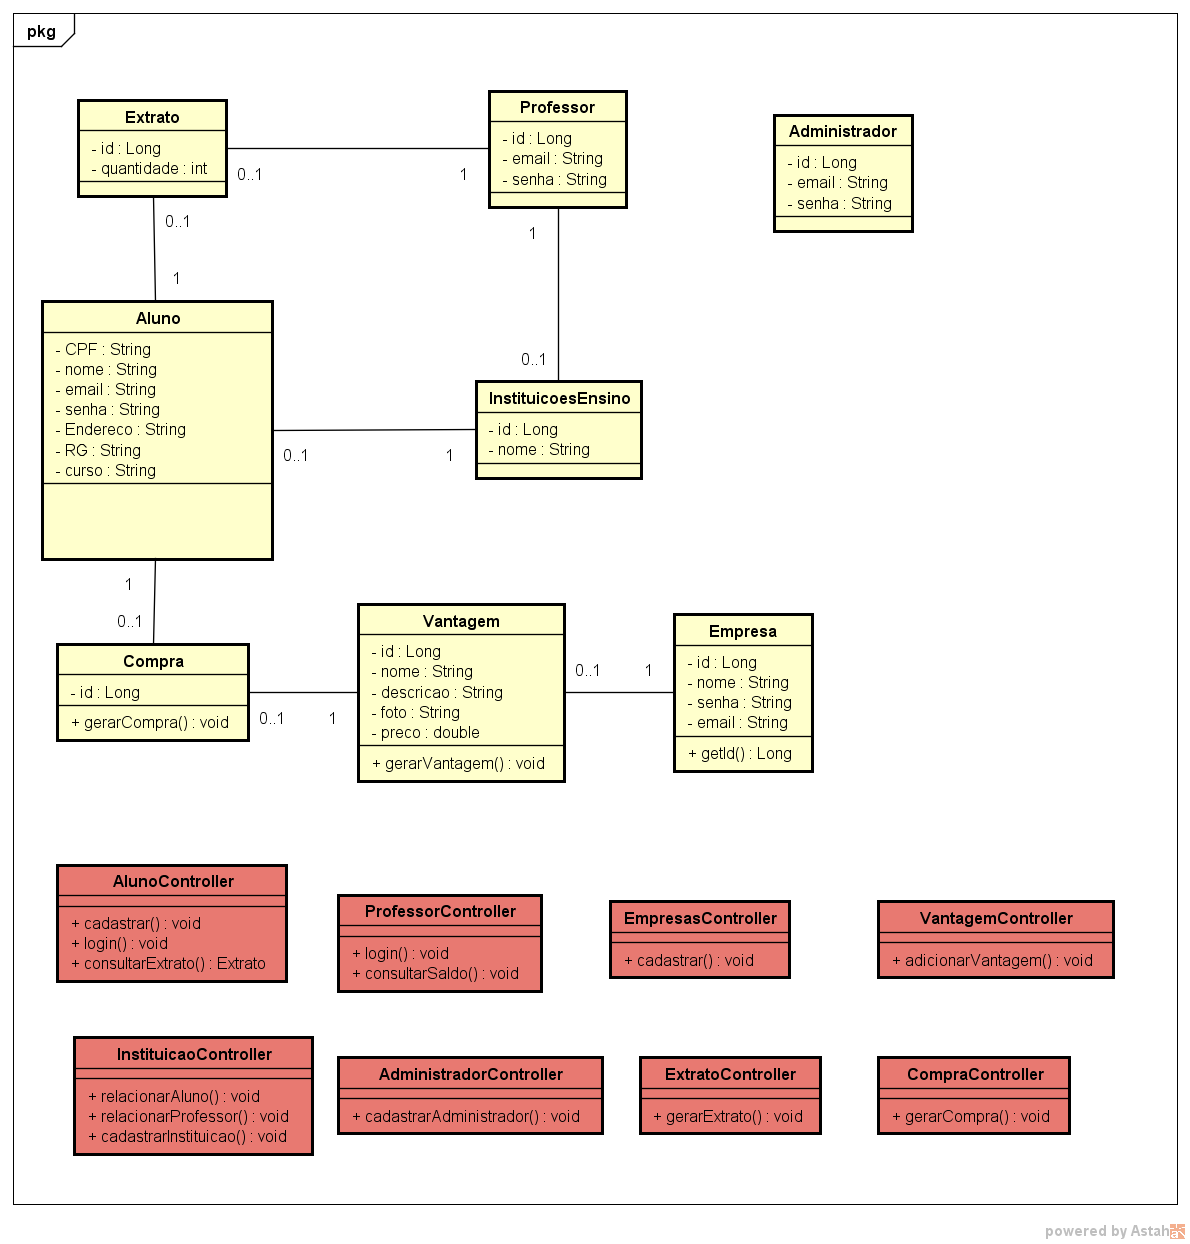 pkg
Extrato
- id : Long
- quantidade : int
Professor
- id : Long
- email : String
- senha : String
Administrador
- id : Long
- email : String
- senha : String
0..1
1
0..1
1
1
0..1
Aluno
- CPF : String
- nome : String
- email : String
- senha : String
- Endereco : String
- RG : String
- curso : String
InstituicoesEnsino
- id : Long
- nome : String
0..1
1
1
0..1
Compra
- id : Long
+ gerarCompra() : void
0..1
1
Vantagem
- id : Long
- nome : String
- descricao : String
- foto : String
- preco : double
+ gerarVantagem() : void
0..1
1
Empresa
- id : Long
- nome : String
- senha : String
- email : String
+ getId() : Long
AlunoController
+ cadastrar() : void
+ login() : void
+ consultarExtrato() : Extrato
ProfessorController
+ login() : void
+ consultarSaldo() : void
EmpresasController
+ cadastrar() : void
VantagemController
+ adicionarVantagem() : void
InstituicaoController
+ relacionarAluno() : void
+ relacionarProfessor() : void
+ cadastrarInstituicao() : void
AdministradorController
+ cadastrarAdministrador() : void
ExtratoController
+ gerarExtrato() : void
CompraController
+ gerarCompra() : void
powered by Astah